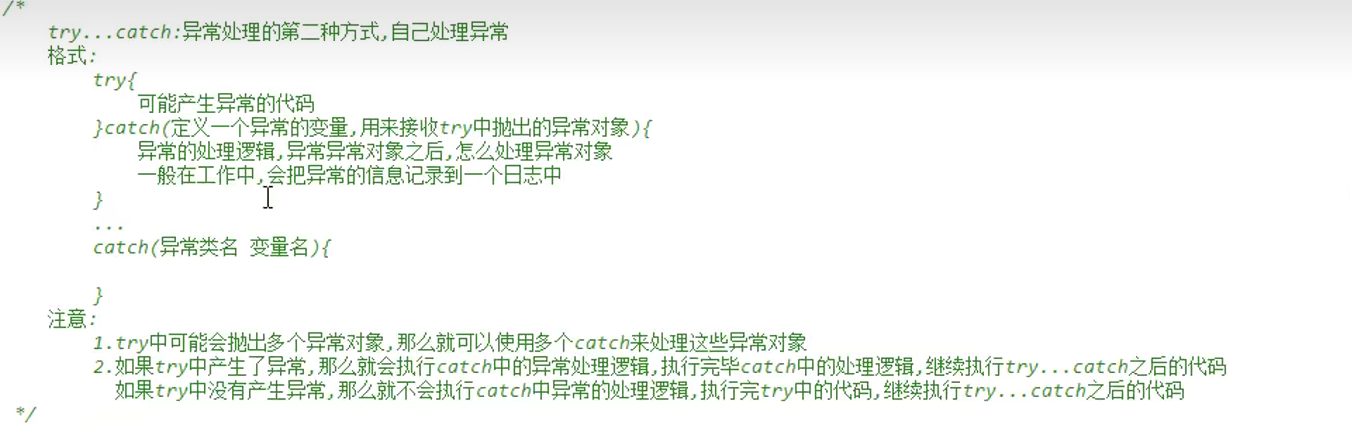 /*
try...catch:异常处理的第二种方式,自己处理异常
格式:
try{
可能产生异常的代码
}catch(定义一个异常的变量,用来接收try中抛出的异常对象){
异常的处理逻辑,异常异常对象之后,怎么处理异常对象
一般在工作中,会把异常的信息记录到一个日志中
}
...
catch(异常类名 变量名){
}
注意:
1.try中可能会抛出多个异常对象,那么就可以使用多个catch来处理这些异常对象
2.如果try中产生了异常,那么就会执行catch中的异常处理逻辑,执行完毕catch中的处理逻辑,继续执行try...catch之后的代码
如果try中没有产生异常,那么就不会执行catch中异常的处理逻辑,执行完try中的代码,继续执行try...catch之后的代码
*/